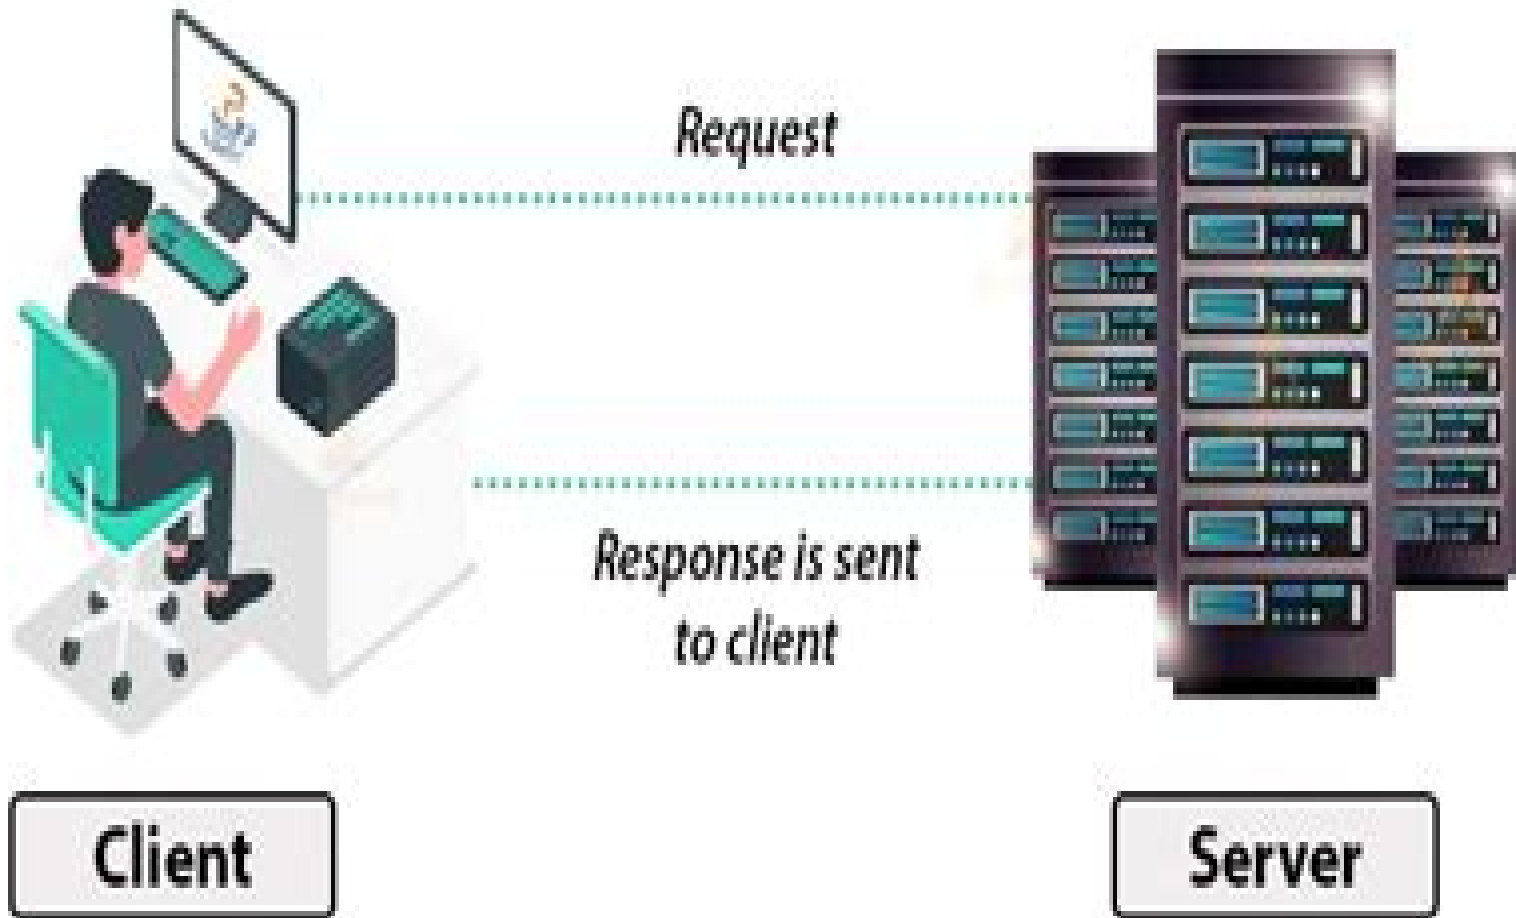 Request
Response is sent
to client
Client
Server